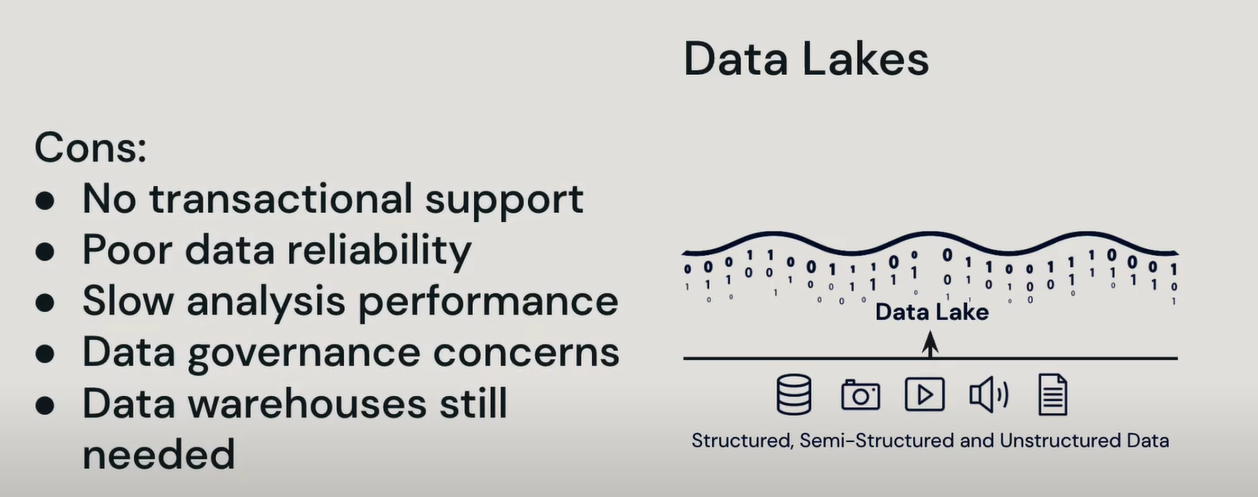 Data Lakes
Cons:
● No transactional support
● Poor data reliability
● Slow analysis performance
● Data governance concerns
● Data warehouses still
needed
Data Lake
Structured, Semi-Structured and Unstructured Data